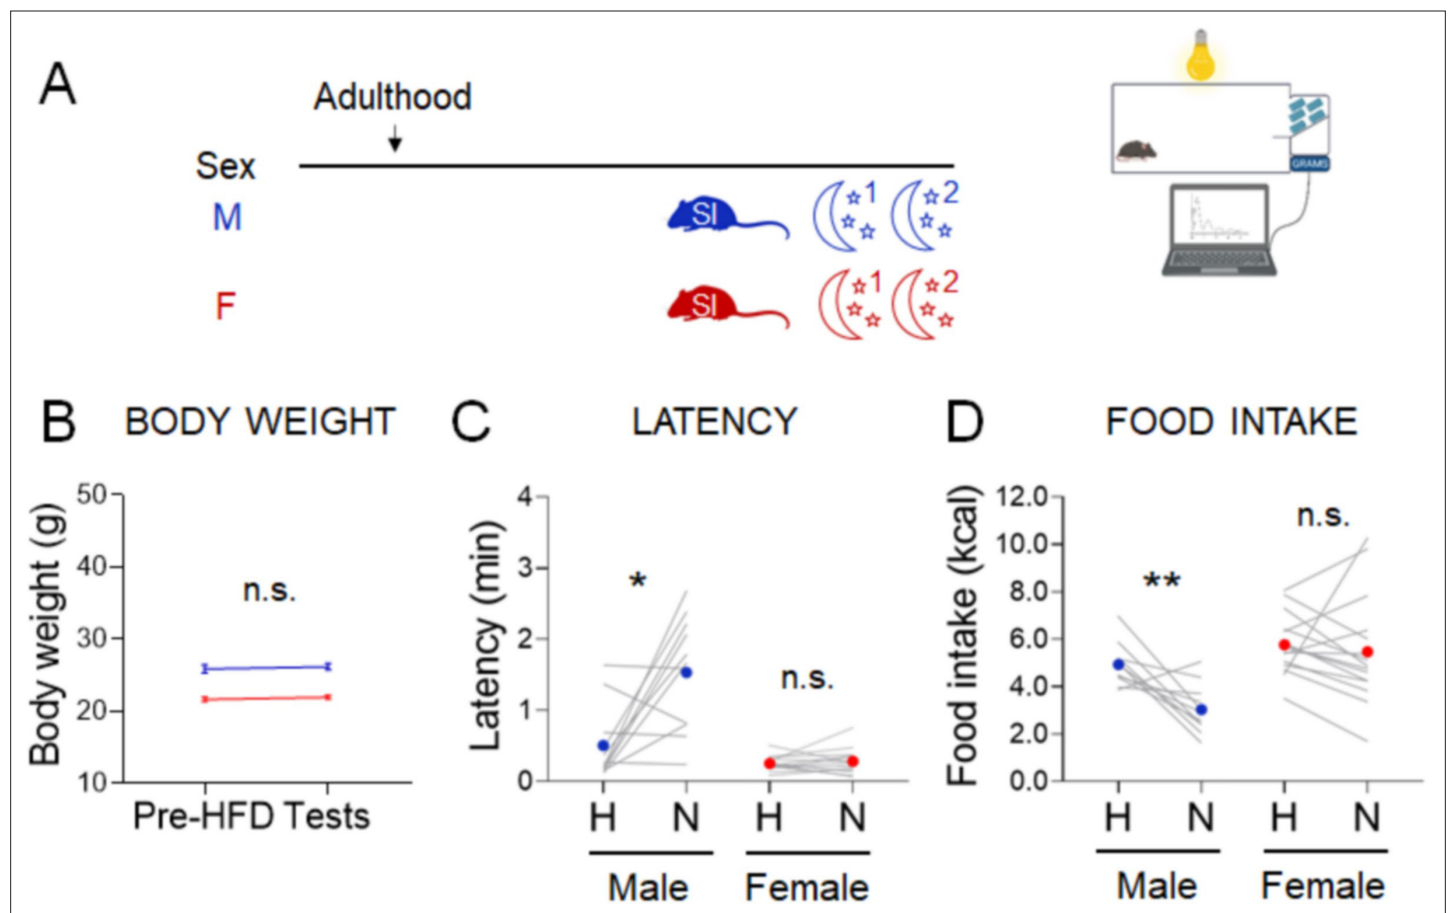 A
Adulthood
Sex
M
SI
1
2
F
SI
1
2
GRAMS
B BODY WEIGHT
Body weight (g)
50
40
30
20
10
n.s.
Pre-HFD Tests
C LATENCY
Latency (min)
4
3
2
1
0
*
n.s.
H N H N
Male Female
D FOOD INTAKE
Food intake (kcal)
12.0
10.0
8.0
6.0
4.0
2.0
0.0
**
n.s.
H N H N
Male Female